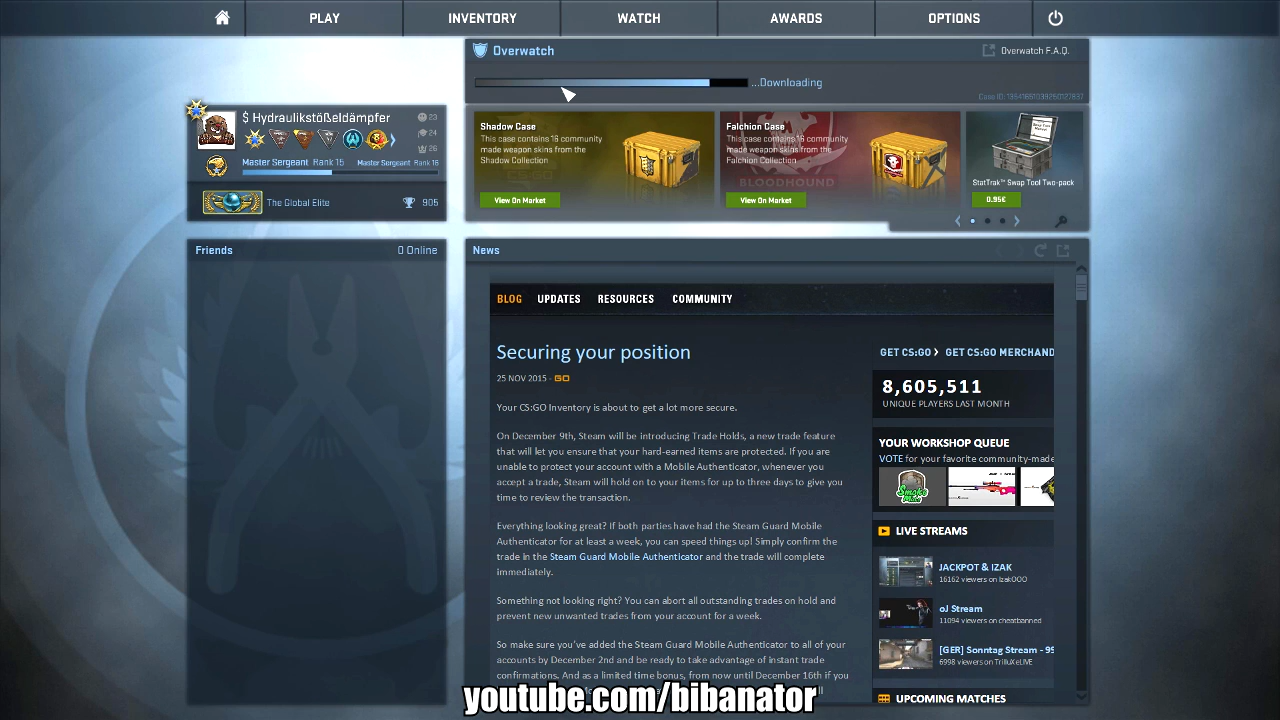 PLAY
INVENTORY
WATCH
AWARDS
OPTIONS
Overwatch
Overwatch F.A.Q.
...Downloading
$ Hydraulikstößeldämpfer
23
24
26
Master Sergeant Rank 15
Master Sergeant Rank 16
The Global Elite
905
Shadow Case
This case contains 16 community
made weapon skins from the
Shadow Collection
View On Market
Falchion Case
This case contains 16 community
made weapon skins from the
Falchion Collection
BLOODHOUND
View On Market
StatTrak™ Swap Tool Two-pack
0.95€
Friends
0 Online
News
BLOG
UPDATES
RESOURCES
COMMUNITY
Securing your position
25 NOV 2015 - GO
Your CS:GO Inventory is about to get a lot more secure.
On December 9th, Steam will be introducing Trade Holds, a new trade feature
that will let you ensure that your hard-earned items are protected. If you are
unable to protect your account with a Mobile Authenticator, whenever you
accept a trade, Steam will hold on to your items for up to three days to give you
time to review the transaction.
Everything looking great? If both parties have had the Steam Guard Mobile
Authenticator for at least a week, you can speed things up! Simply confirm the
trade in the Steam Guard Mobile Authenticator and the trade will complete
immediately.
Something not looking right? You can abort all outstanding trades on hold and
prevent new unwanted trades from your account for a week.
So make sure you've added the Steam Guard Mobile Authenticator to all of your
accounts by December 2nd and be ready to take advantage of instant trade
confirmations. And as a limited time bonus, from now until December 16th if you
GET CS:GO
GET CS:GO MERCHAND
8,605,511
UNIQUE PLAYERS LAST MONTH
YOUR WORKSHOP QUEUE
VOTE for your favorite community-made
LIVE STREAMS
JACKPOT & IZAK
16162 viewers on IzakOOO
oJ Stream
11094 viewers on cheatbanned
[GER] Sonntag Stream - 99
6998 viewers on TrilluXeLIVE
UPCOMING MATCHES
youtube.com/bibanator